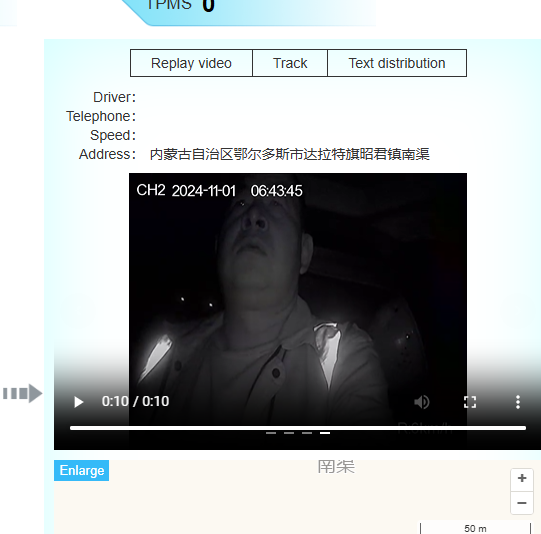 TPMS 0
Replay video Track Text distribution
Driver:
Telephone:
Speed:
Address: 内蒙古自治区鄂尔多斯市达拉特旗昭君镇南渠
CH2 2024-11-01 06:43:45
0:10 / 0:10
Enlarge
南渠
+
−
50 m